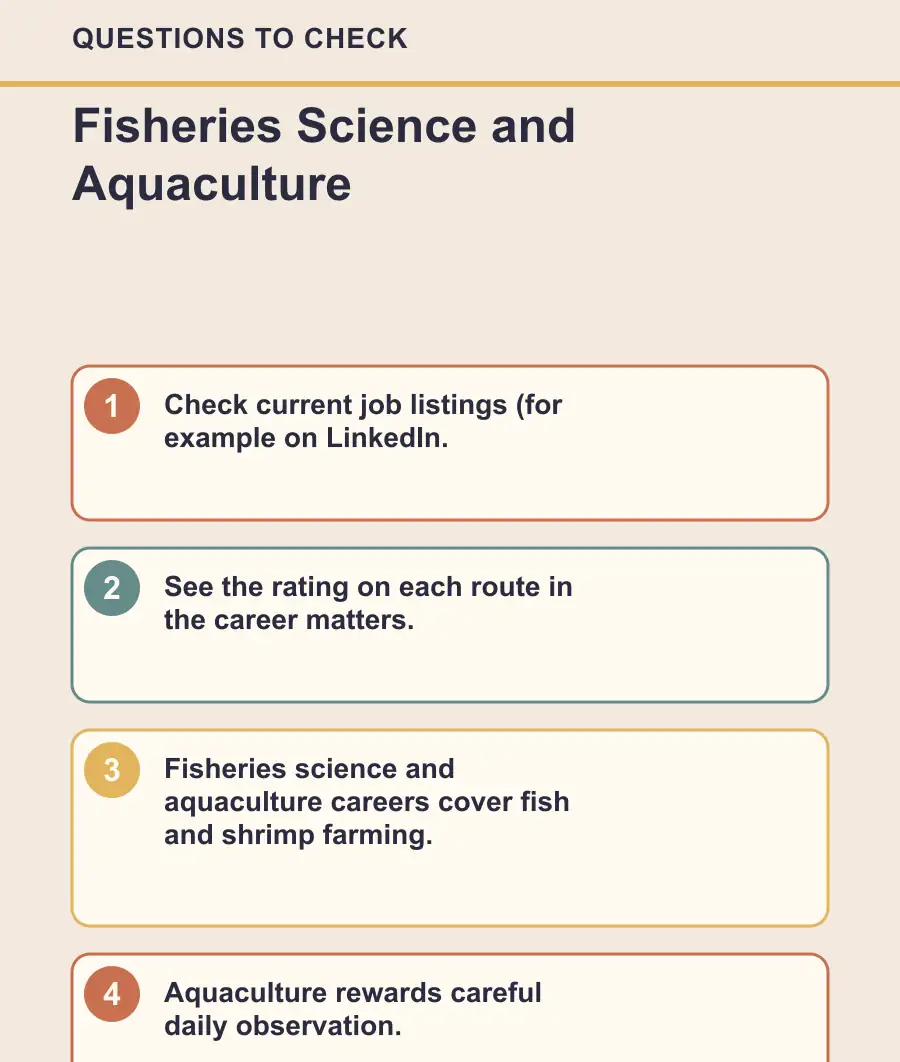 QUESTIONS TO CHECK
Fisheries Science and
Aquaculture
1
Check current job listings (for
example on LinkedIn.
2
See the rating on each route in
the career matters.
3
Fisheries science and
aquaculture careers cover fish
and shrimp farming.
4
Aquaculture rewards careful
daily observation.